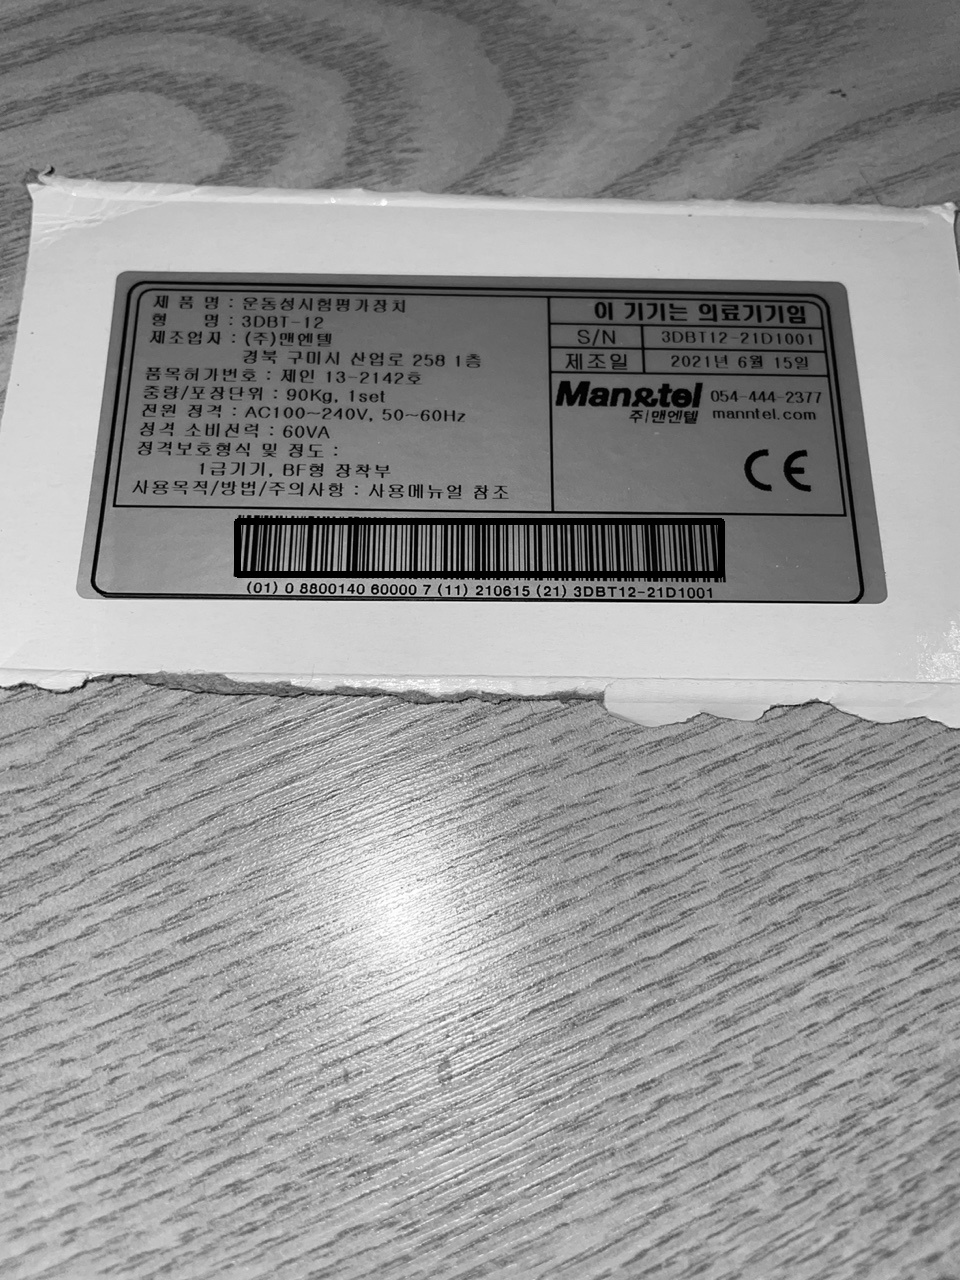 제 품 명 : 운동성시험평가장치
형 명 : 3DBT-12
제조업자 : (주)맨엔텔
경북 구미시 산업로 258 1층
품목허가번호 : 제인 13-2142호
중량/포장단위 : 90Kg, 1set
전원 정격 : AC100~240V, 50~60Hz
정격 소비전력 : 60VA
정격보호형식 및 정도 :
1급기기, BF형 장착부
사용목적/방법/주의사항 : 사용메뉴얼 참조
이 기기는 의료기기임
S/N 3DBT12-21D1001
제조일 2021년 6월 15일
Man&tel 054-444-2377
주|맨엔텔 manntel.com
CE
(01) 0 8800140 60000 7 (11) 210615 (21) 3DBT12-21D1001